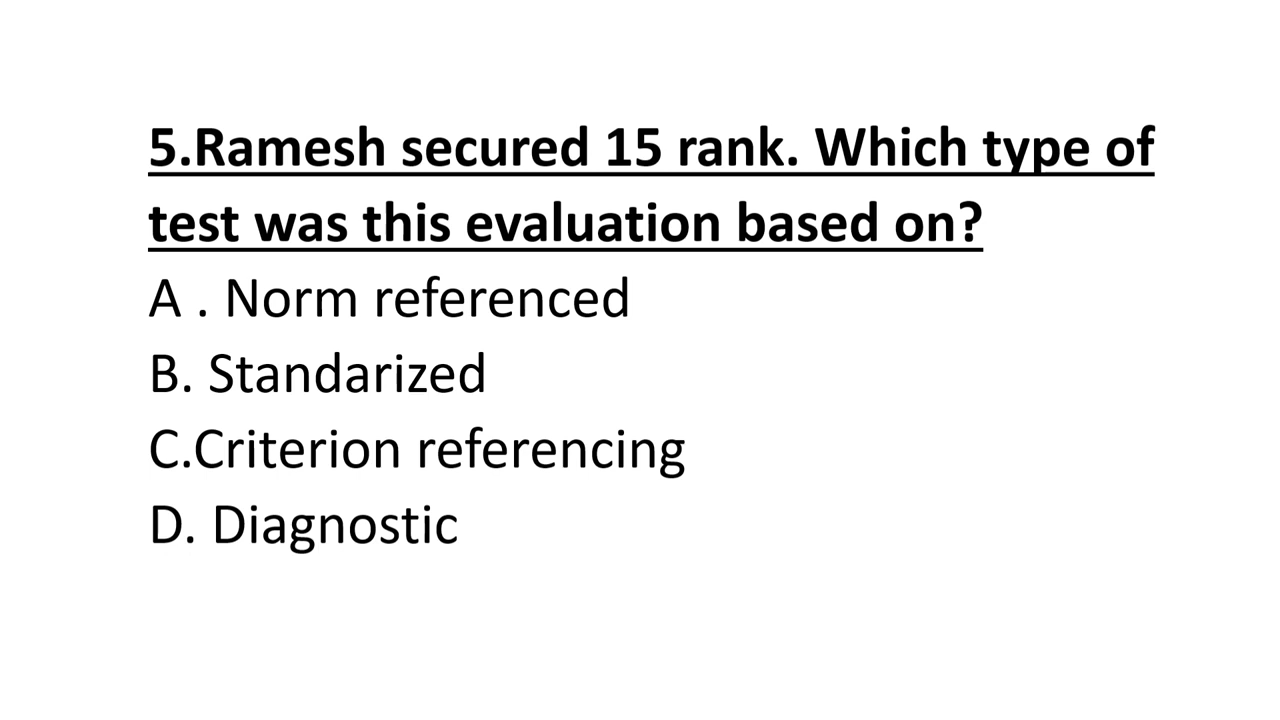 5.Ramesh secured 15 rank. Which type of
test was this evaluation based on?
A . Norm referenced
B. Standarized
C.Criterion referencing
D. Diagnostic